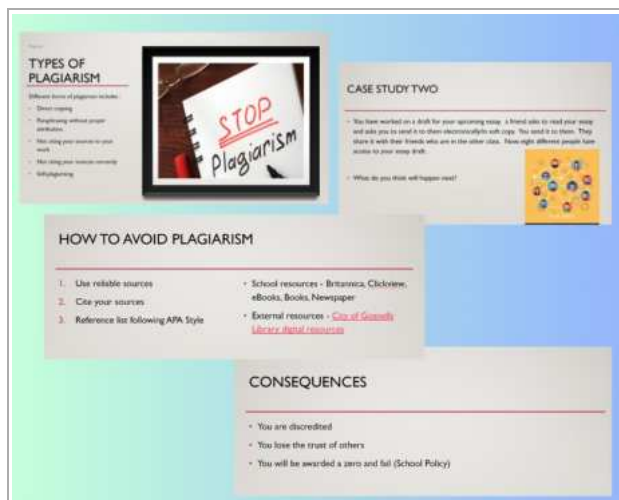 TYPES OF
PLAGIARISM
Different forms of plagiarism includes:
• Direct copying
• Paraphrasing without proper
attribution
• Not citing your sources in your
work
• Not citing your sources correctly
• Self-plagiarising
STOP
Plagiarism
CASE STUDY TWO
• You have worked on a draft for your upcoming essay. a friend asks to read your essay
and asks you to send it to them electronically/in soft copy. You send it to them. They
share it with their friends who are in the other class. Now eight different people have
access to your essay draft.
• What do you think will happen next?
HOW TO AVOID PLAGIARISM
1. Use reliable sources
2. Cite your sources
3. Reference list following APA Style
• School resources - Britannica, Clickview,
eBooks, Books, Newspaper
• External resources - City of Gosnells
Library digital resources
CONSEQUENCES
• You are discredited
• You lose the trust of others
• You will be awarded a zero and fail (School Policy)